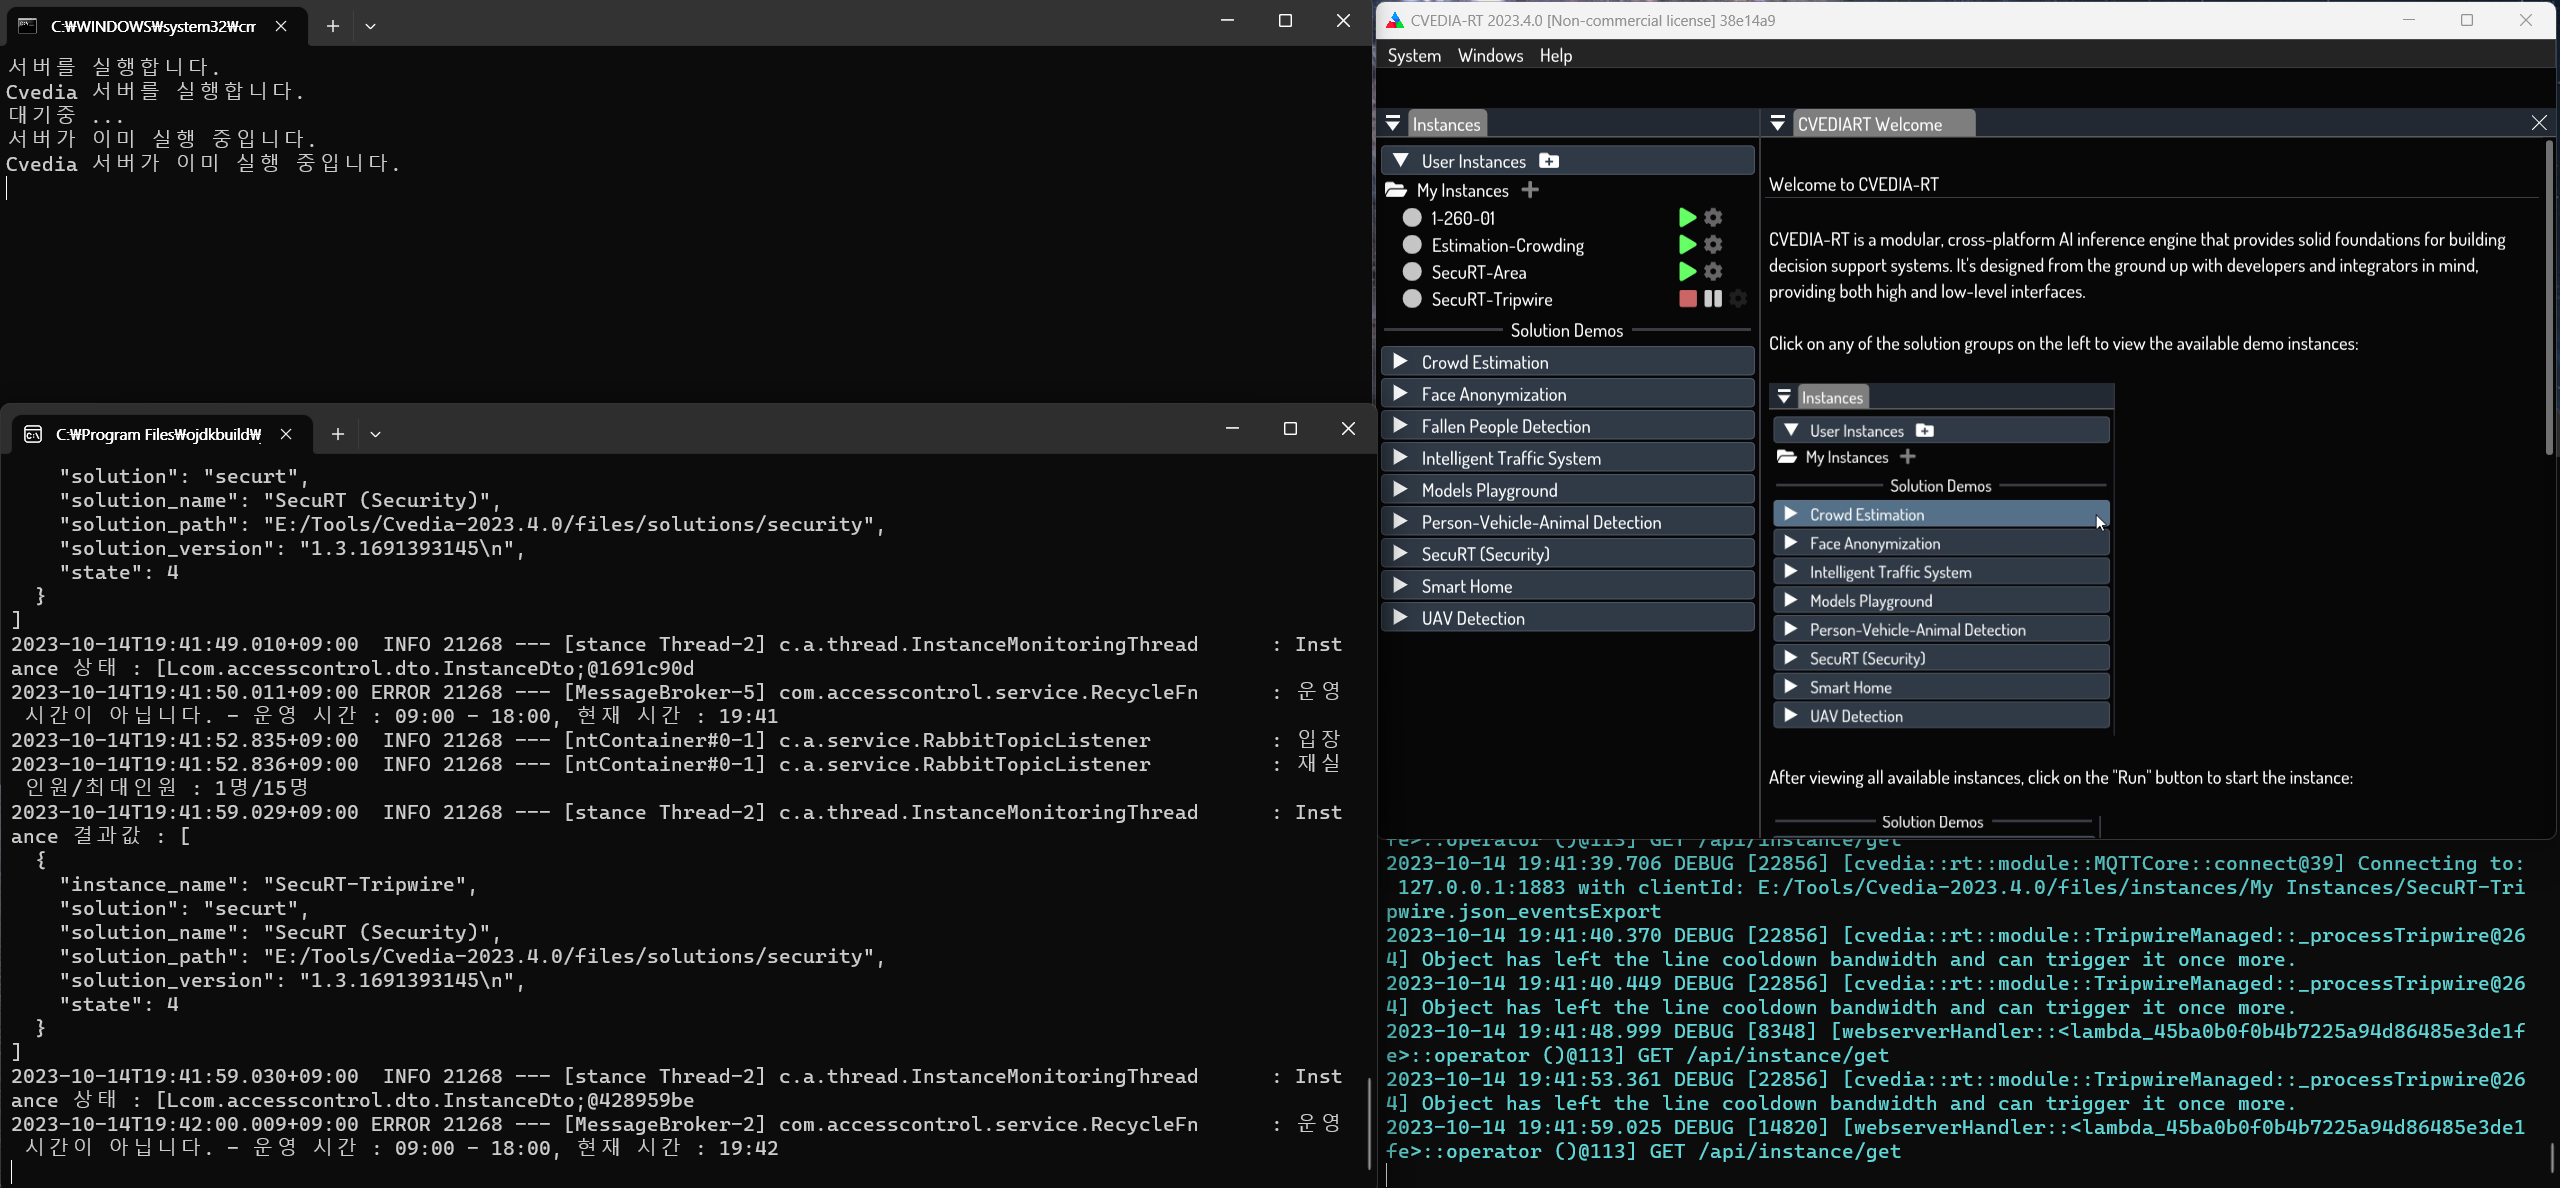 C:₩WINDOWS₩system32₩cm
서버를 실행합니다.
Cvedia 서버를 실행합니다.
대기중 ...
서버가 이미 실행 중입니다.
Cvedia 서버가 이미 실행 중입니다.
C:₩Program Files₩ojdkbuild₩
"solution": "securt",
"solution_name": "SecuRT (Security)",
"solution_path": "E:/Tools/Cvedia-2023.4.0/files/solutions/security",
"solution_version": "1.3.1691393145\n",
"state": 4
}
]
2023-10-14T19:41:49.010+09:00  INFO 21268 --- [stance Thread-2] c.a.thread.InstanceMonitoringThread      : Inst
ance 상태 : [Lcom.accesscontrol.dto.InstanceDto;@1691c90d
2023-10-14T19:41:50.011+09:00 ERROR 21268 --- [MessageBroker-5] com.accesscontrol.service.RecycleFn      : 운영
시간이 아닙니다. - 운영 시간 : 09:00 - 18:00, 현재 시간 : 19:41
2023-10-14T19:41:52.835+09:00  INFO 21268 --- [ntContainer#0-1] c.a.service.RabbitTopicListener          : 입장
2023-10-14T19:41:52.836+09:00  INFO 21268 --- [ntContainer#0-1] c.a.service.RabbitTopicListener          : 재실
인원/최대인원 : 1명/15명
2023-10-14T19:41:59.029+09:00  INFO 21268 --- [stance Thread-2] c.a.thread.InstanceMonitoringThread      : Inst
ance 결과값 : [
{
"instance_name": "SecuRT-Tripwire",
"solution": "securt",
"solution_name": "SecuRT (Security)",
"solution_path": "E:/Tools/Cvedia-2023.4.0/files/solutions/security",
"solution_version": "1.3.1691393145\n",
"state": 4
}
]
2023-10-14T19:41:59.030+09:00  INFO 21268 --- [stance Thread-2] c.a.thread.InstanceMonitoringThread      : Inst
ance 상태 : [Lcom.accesscontrol.dto.InstanceDto;@428959be
2023-10-14T19:42:00.009+09:00 ERROR 21268 --- [MessageBroker-2] com.accesscontrol.service.RecycleFn      : 운영
시간이 아닙니다. - 운영 시간 : 09:00 - 18:00, 현재 시간 : 19:42
CVEDIA-RT 2023.4.0 [Non-commercial license] 38e14a9
System Windows Help
Instances
User Instances
My Instances
1-260-01
Estimation-Crowding
SecuRT-Area
SecuRT-Tripwire
Solution Demos
Crowd Estimation
Face Anonymization
Fallen People Detection
Intelligent Traffic System
Models Playground
Person-Vehicle-Animal Detection
SecuRT (Security)
Smart Home
UAV Detection
CVEDIART Welcome
Welcome to CVEDIA-RT
CVEDIA-RT is a modular, cross-platform AI inference engine that provides solid foundations for building
decision support systems. It's designed from the ground up with developers and integrators in mind,
providing both high and low-level interfaces.
Click on any of the solution groups on the left to view the available demo instances:
Instances
User Instances
My Instances
Solution Demos
Crowd Estimation
Face Anonymization
Intelligent Traffic System
Models Playground
Person-Vehicle-Animal Detection
SecuRT (Security)
Smart Home
UAV Detection
After viewing all available instances, click on the "Run" button to start the instance:
Solution Demos
fe>::operator ()@113] GET /api/instance/get
2023-10-14 19:41:39.706 DEBUG [22856] [cvedia::rt::module::MQTTCore::connect@39] Connecting to:
127.0.0.1:1883 with clientId: E:/Tools/Cvedia-2023.4.0/files/instances/My Instances/SecuRT-Tri
pwire.json_eventsExport
2023-10-14 19:41:40.370 DEBUG [22856] [cvedia::rt::module::TripwireManaged::_processTripwire@26
4] Object has left the line cooldown bandwidth and can trigger it once more.
2023-10-14 19:41:40.449 DEBUG [22856] [cvedia::rt::module::TripwireManaged::_processTripwire@26
4] Object has left the line cooldown bandwidth and can trigger it once more.
2023-10-14 19:41:48.999 DEBUG [8348] [webserverHandler::<lambda_45ba0b0f0b4b7225a94d86485e3de1f
e>::operator ()@113] GET /api/instance/get
2023-10-14 19:41:53.361 DEBUG [22856] [cvedia::rt::module::TripwireManaged::_processTripwire@26
4] Object has left the line cooldown bandwidth and can trigger it once more.
2023-10-14 19:41:59.025 DEBUG [14820] [webserverHandler::<lambda_45ba0b0f0b4b7225a94d86485e3de1
fe>::operator ()@113] GET /api/instance/get